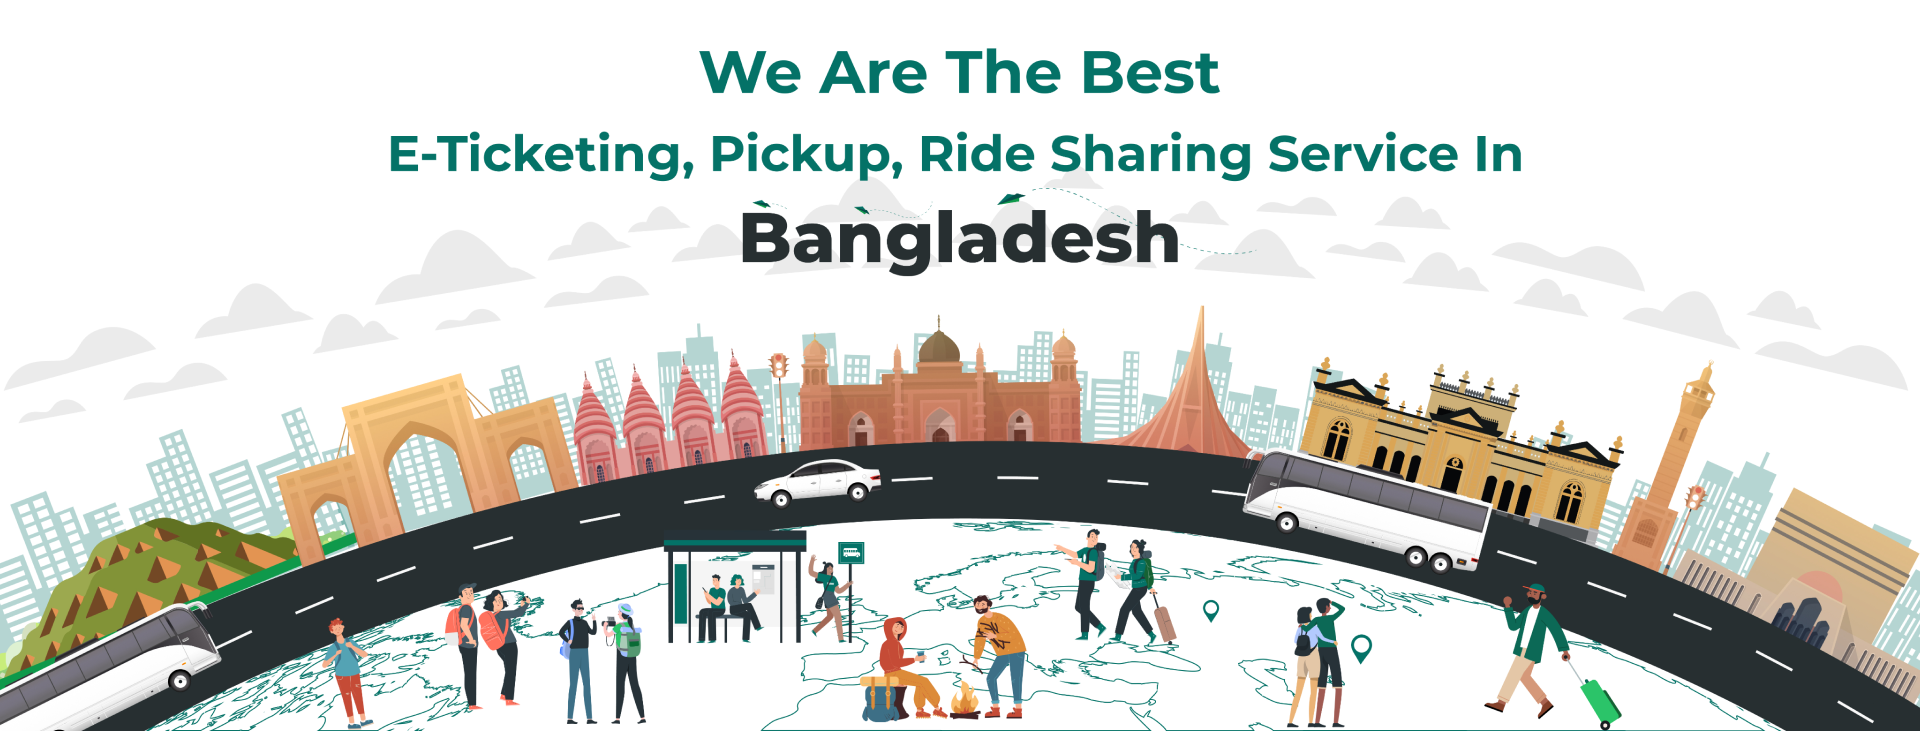 We Are The Best
E-Ticketing, Pickup, Ride Sharing Service In
Bangladesh